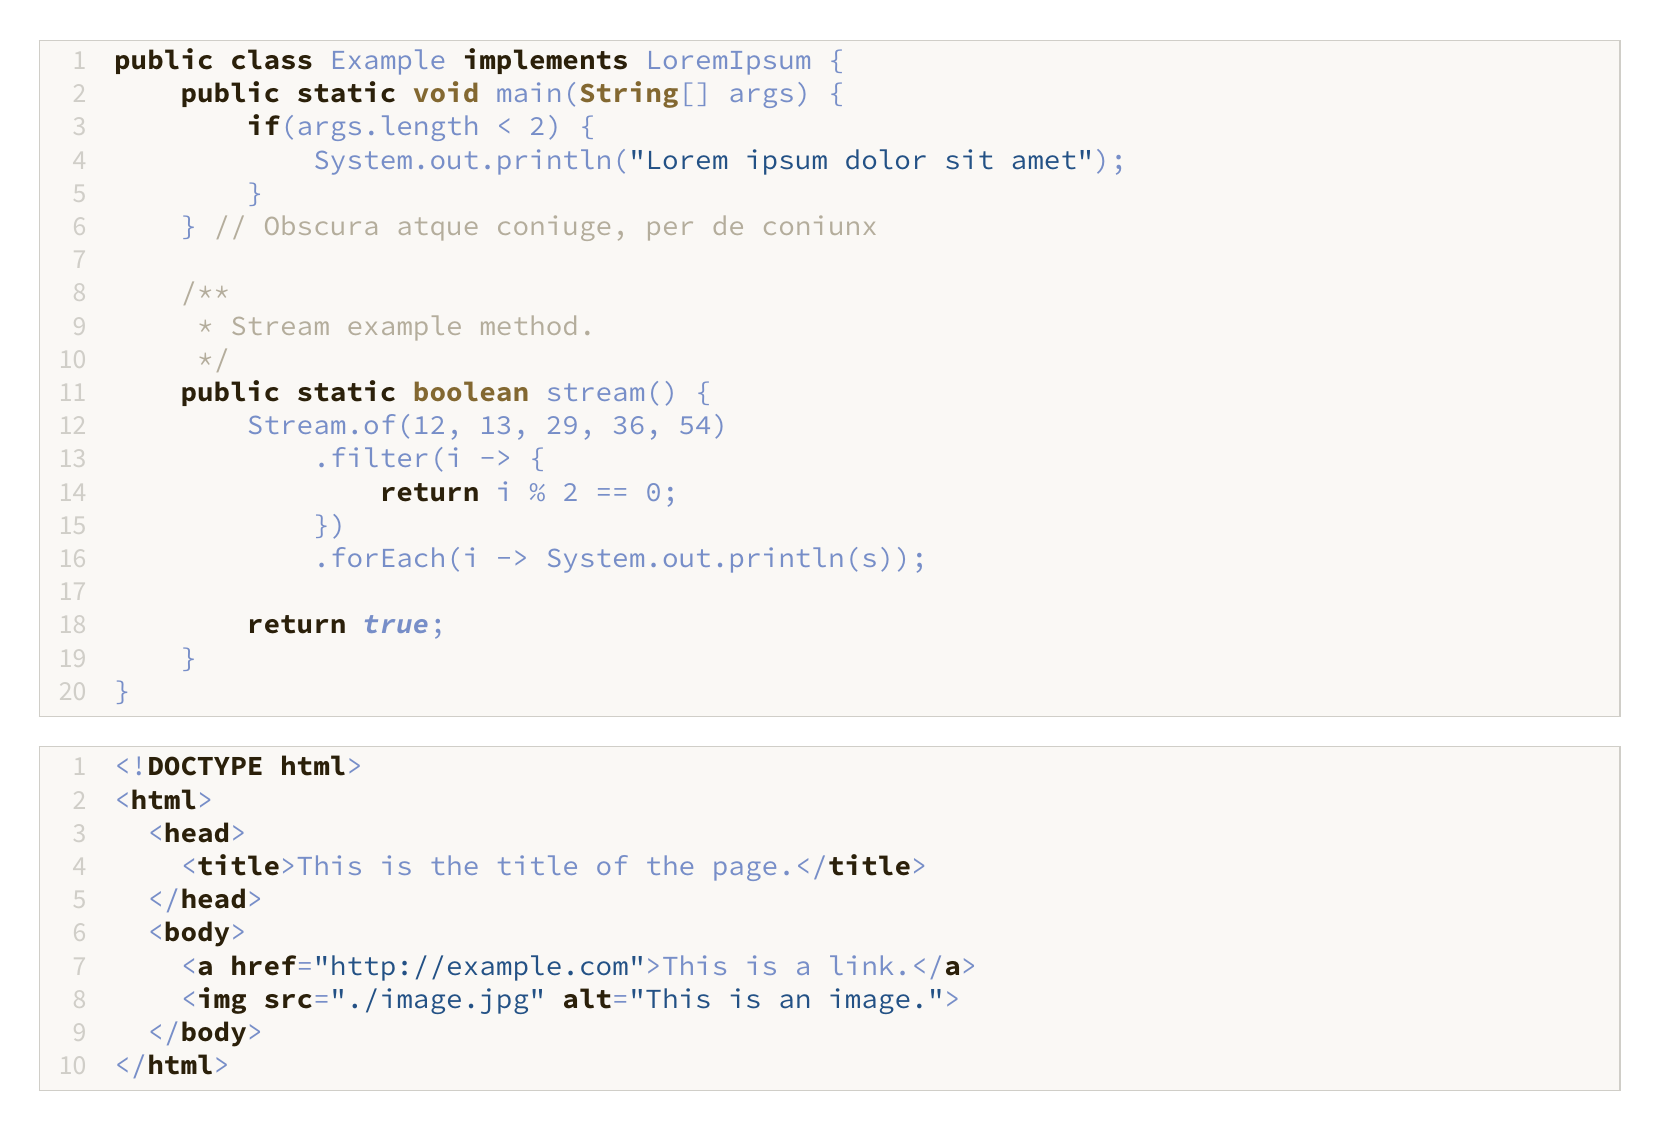 1 public class Example implements LoremIpsum {
2     public static void main(String[] args) {
3         if(args.length < 2) {
4             System.out.println("Lorem ipsum dolor sit amet");
5         }
6     } // Obscura atque coniuge, per de coniunx
7
8     /**
9      * Stream example method.
10      */
11     public static boolean stream() {
12         Stream.of(12, 13, 29, 36, 54)
13             .filter(i -> {
14                 return i % 2 == 0;
15             })
16             .forEach(i -> System.out.println(s));
17
18         return true;
19     }
20 }
1 <!DOCTYPE html>
2 <html>
3   <head>
4     <title>This is the title of the page.</title>
5   </head>
6   <body>
7     <a href="http://example.com">This is a link.</a>
8     <img src="./image.jpg" alt="This is an image.">
9   </body>
10 </html>